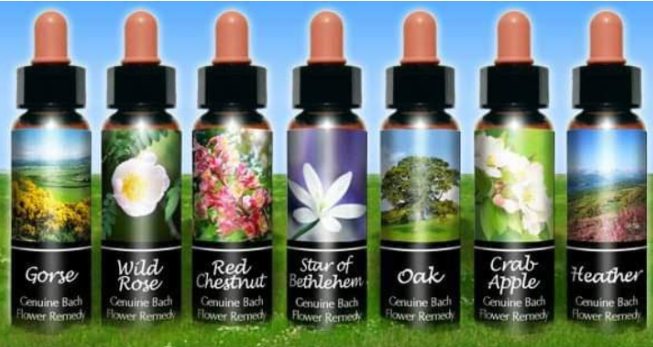 Gorse
Genuine Bach
Flower Remedy
Wild
Rose
Genuine Bach
Flower Remedy
Red
Chestnut
Genuine Bach
Flower Remedy
Star of
Bethlehem
Genuine Bach
Flower Remedy
Oak
Genuine Bach
Flower Remedy
Crab
Apple
Genuine Bach
Flower Remedy
Heather
Genuine Bach
Flower Remedy